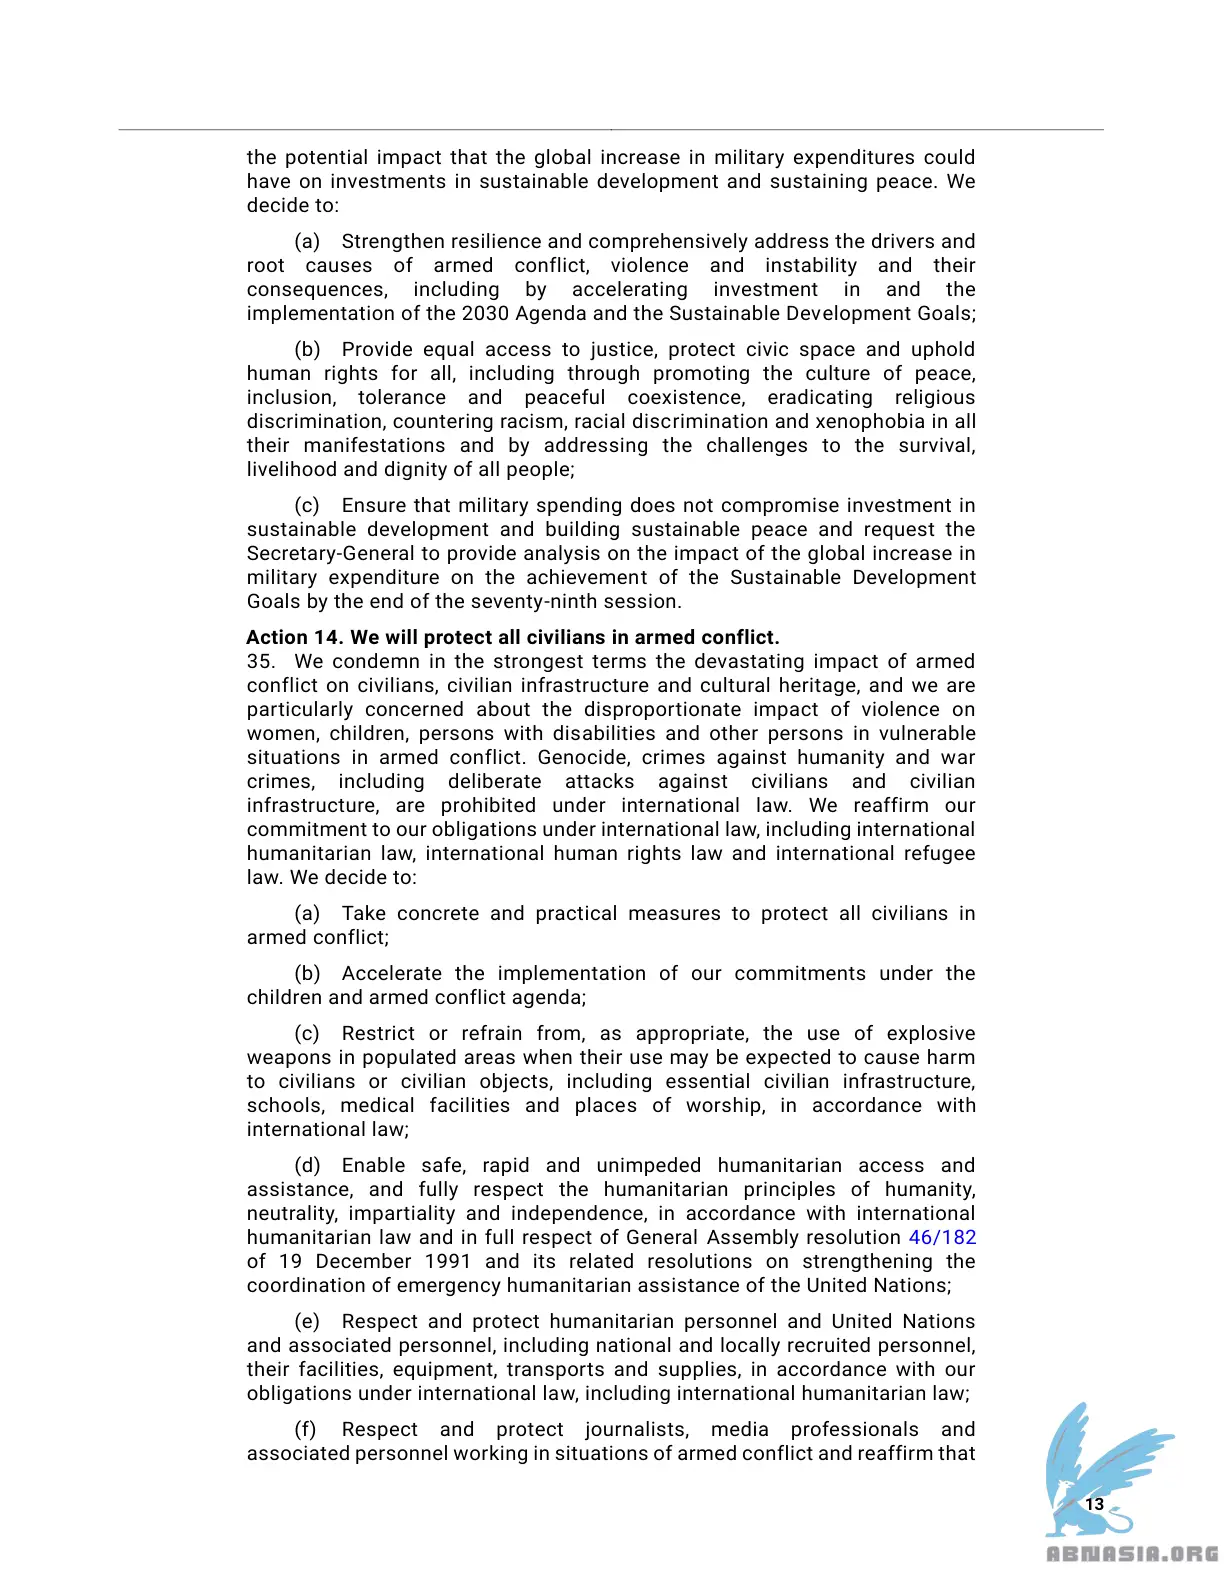 the potential impact that the global increase in military expenditures could
have on investments in sustainable development and sustaining peace. We
decide to:
(a) Strengthen resilience and comprehensively address the drivers and
root causes of armed conflict, violence and instability and their
consequences, including by accelerating investment in and the
implementation of the 2030 Agenda and the Sustainable Development Goals;
(b) Provide equal access to justice, protect civic space and uphold
human rights for all, including through promoting the culture of peace,
inclusion, tolerance and peaceful coexistence, eradicating religious
discrimination, countering racism, racial discrimination and xenophobia in all
their manifestations and by addressing the challenges to the survival,
livelihood and dignity of all people;
(c) Ensure that military spending does not compromise investment in
sustainable development and building sustainable peace and request the
Secretary-General to provide analysis on the impact of the global increase in
military expenditure on the achievement of the Sustainable Development
Goals by the end of the seventy-ninth session.
Action 14. We will protect all civilians in armed conflict.
35. We condemn in the strongest terms the devastating impact of armed
conflict on civilians, civilian infrastructure and cultural heritage, and we are
particularly concerned about the disproportionate impact of violence on
women, children, persons with disabilities and other persons in vulnerable
situations in armed conflict. Genocide, crimes against humanity and war
crimes, including deliberate attacks against civilians and civilian
infrastructure, are prohibited under international law. We reaffirm our
commitment to our obligations under international law, including international
humanitarian law, international human rights law and international refugee
law. We decide to:
(a) Take concrete and practical measures to protect all civilians in
armed conflict;
(b) Accelerate the implementation of our commitments under the
children and armed conflict agenda;
(c) Restrict or refrain from, as appropriate, the use of explosive
weapons in populated areas when their use may be expected to cause harm
to civilians or civilian objects, including essential civilian infrastructure,
schools, medical facilities and places of worship, in accordance with
international law;
(d) Enable safe, rapid and unimpeded humanitarian access and
assistance, and fully respect the humanitarian principles of humanity,
neutrality, impartiality and independence, in accordance with international
humanitarian law and in full respect of General Assembly resolution 46/182
of 19 December 1991 and its related resolutions on strengthening the
coordination of emergency humanitarian assistance of the United Nations;
(e) Respect and protect humanitarian personnel and United Nations
and associated personnel, including national and locally recruited personnel,
their facilities, equipment, transports and supplies, in accordance with our
obligations under international law, including international humanitarian law;
(f) Respect and protect journalists, media professionals and
associated personnel working in situations of armed conflict and reaffirm that
13
ABNASIA.ORG